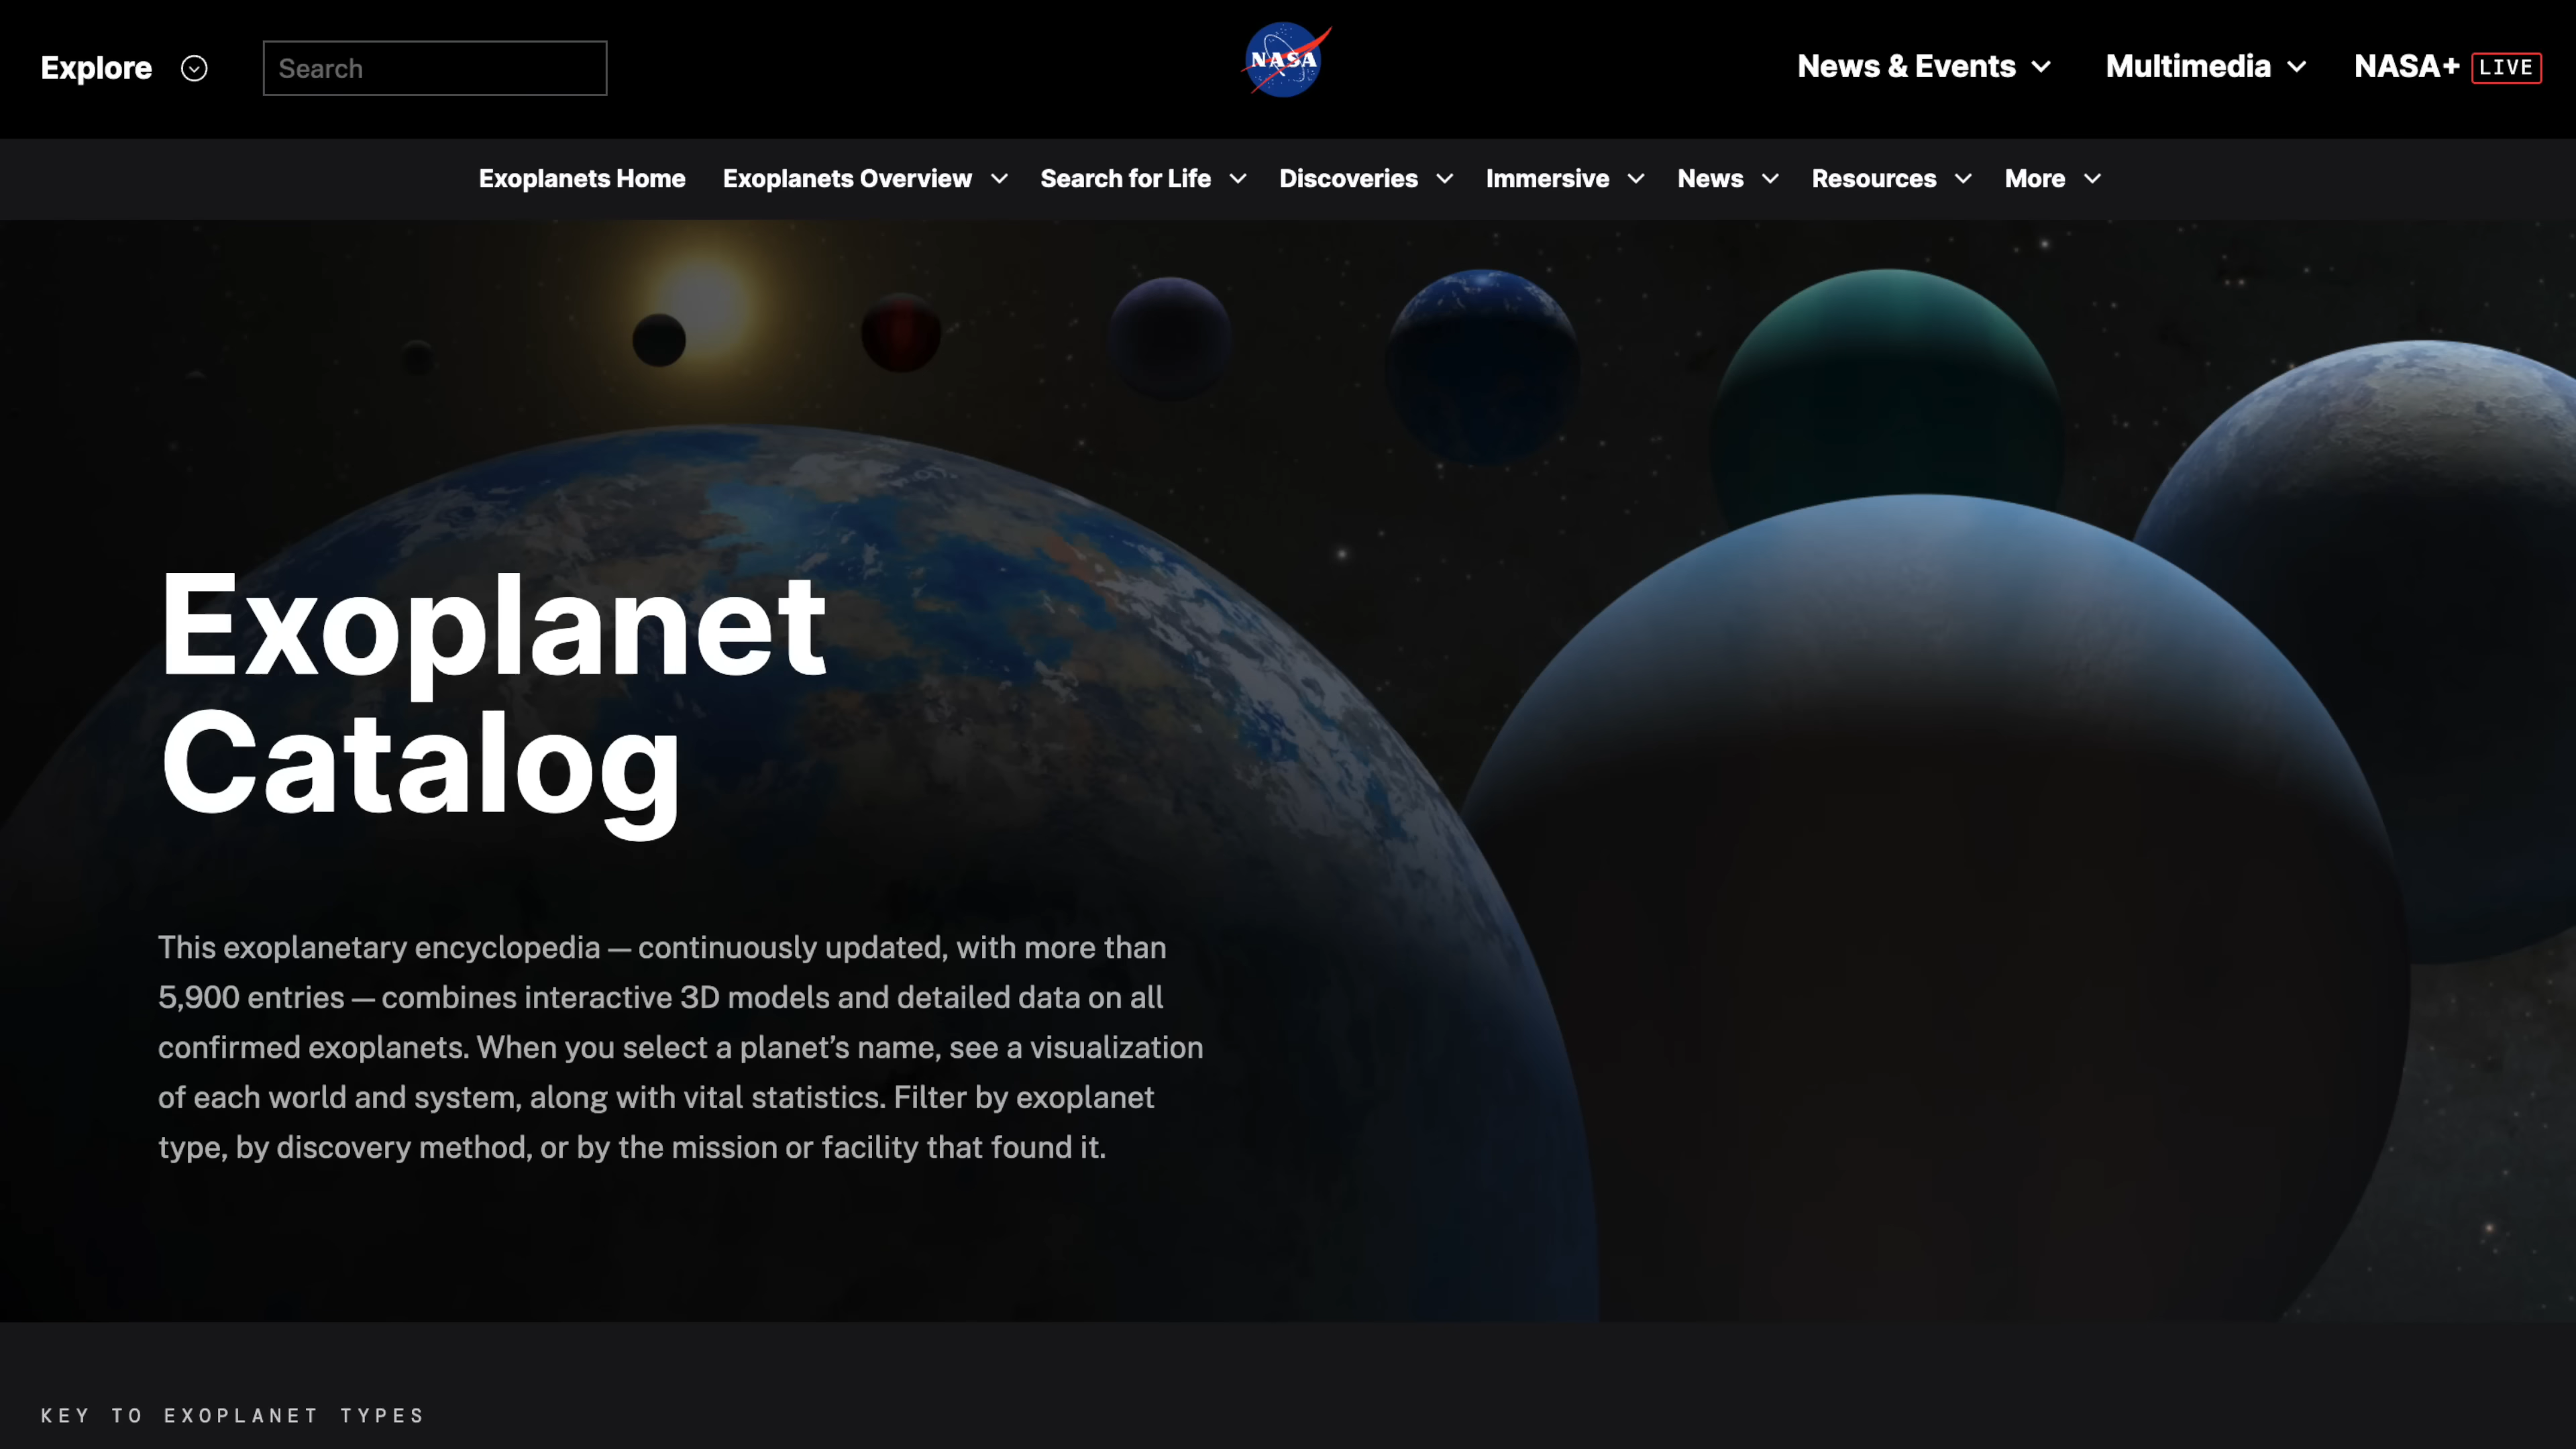 Explore
Search
NASA
News & Events
Multimedia
NASA+ LIVE
Exoplanets Home
Exoplanets Overview
Search for Life
Discoveries
Immersive
News
Resources
More
Exoplanet
Catalog
This exoplanetary encyclopedia — continuously updated, with more than
5,900 entries — combines interactive 3D models and detailed data on all
confirmed exoplanets. When you select a planet’s name, see a visualization
of each world and system, along with vital statistics. Filter by exoplanet
type, by discovery method, or by the mission or facility that found it.
KEY TO EXOPLANET TYPES